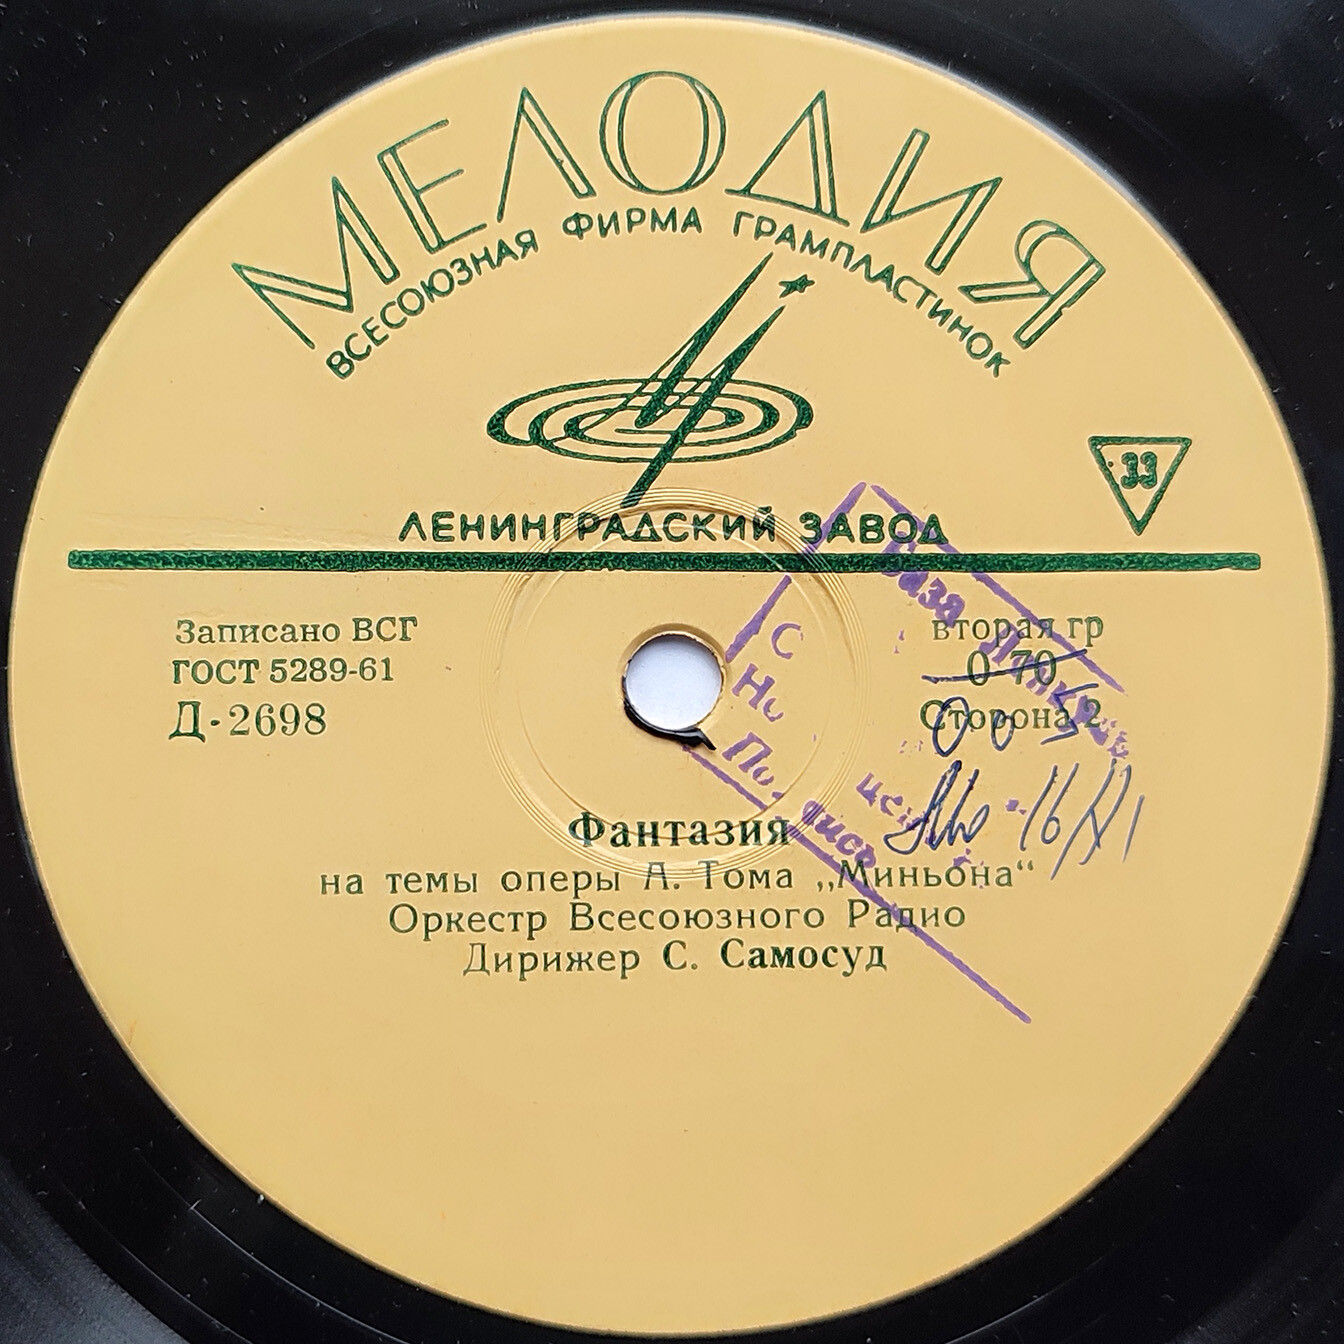 МЕЛОДИЯ
ВСЕСОЮЗНАЯ ФИРМА ГРАМПЛАСТИНОК
33
ЛЕНИНГРАДСКИЙ ЗАВОД
Записано ВСГ
ГОСТ 5289-61
Д-2698
вторая гр
0 70
Сторона 2
Фантазия
на темы оперы А. Тома „Миньона“
Оркестр Всесоюзного Радио
Дирижер С. Самосуд
База